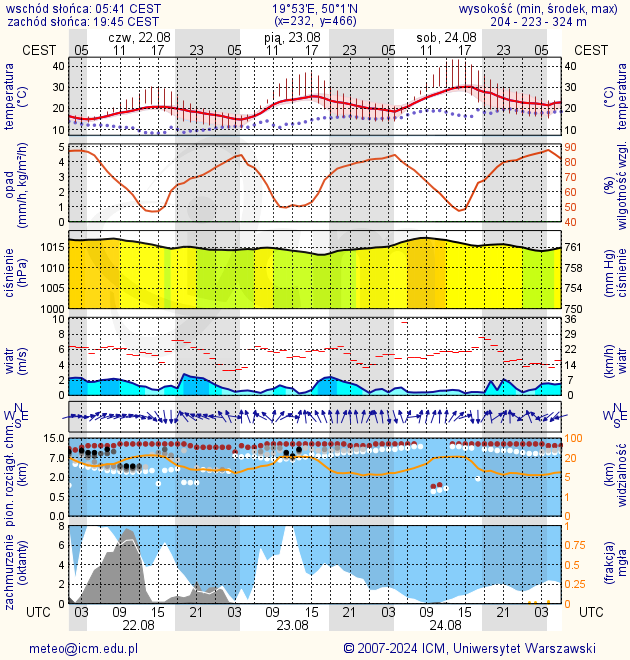 wschód słońca: 05:41 CEST 19°53'E, 50°1'N wysokość (min, środek, max)
zachód słońca: 19:45 CEST (x=232, y=466) 204 - 223 - 324 m
czw, 22.08 pią, 23.08 sob, 24.08
CEST 05 11 17 23 05 11 17 23 05 11 17 23 05 CEST
temperatura (°C) 40 30 20 10 40 30 20 10 (°C) temperatura
opad (mm/h, kg/m²/h) 5 4 3 2 1 0 90 80 70 60 50 40 (%) wilgotność wzgl.
ciśnienie (hPa) 1015 1010 1005 1000 761 758 754 750 (mm Hg) ciśnienie
wiatr (m/s) 10 8 6 4 2 0 36 29 22 14 7 0 (km/h) wiatr
N W E S N W E S
pion. rozciągł. chm. (km) 15.0 7.0 2.0 0.5 0.0 100 20 5 1 0 (km) widzialność
zachmurzenie (oktanty) 8 6 4 2 0 1 0.75 0.5 0.25 0 (frakcja) mgła
UTC 03 09 15 21 03 09 15 21 03 09 15 21 03 UTC
22.08 23.08 24.08
meteo@icm.edu.pl © 2007-2024 ICM, Uniwersytet Warszawski